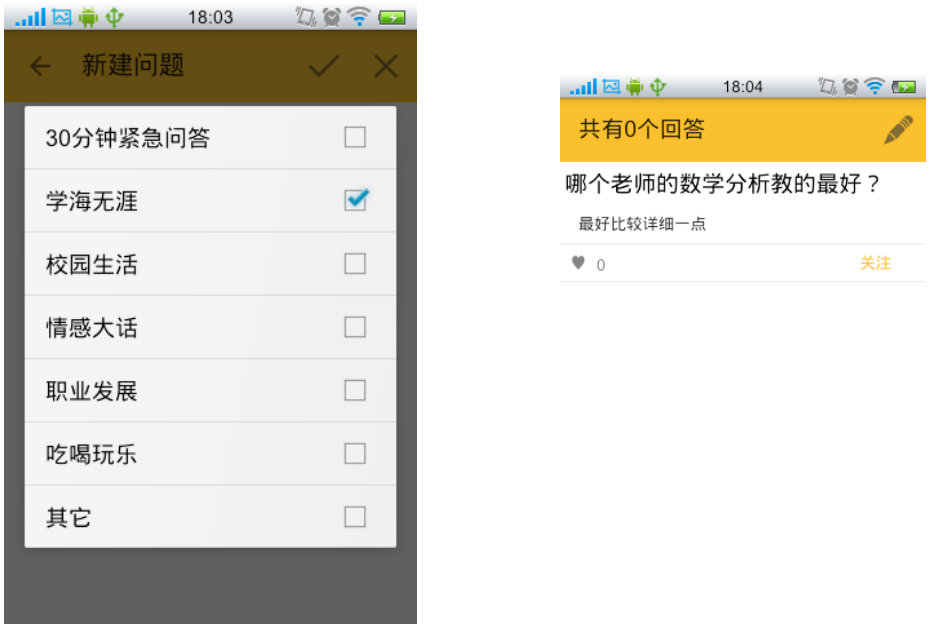 18:03
新建问题
30分钟紧急问答
学海无涯
校园生活
情感大话
职业发展
吃喝玩乐
其它
18:04
共有0个回答
哪个老师的数学分析教的最好？
最好比较详细一点
0
关注